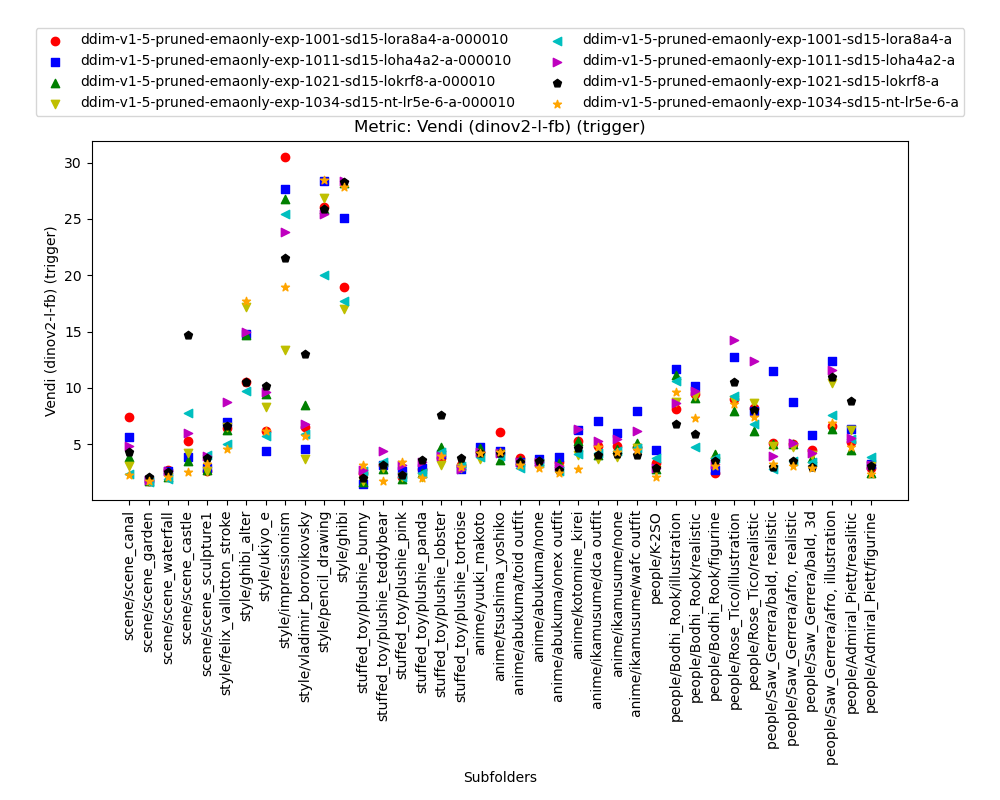 ddim-v1-5-pruned-emaonly-exp-1001-sd15-lora8a4-a-000010
ddim-v1-5-pruned-emaonly-exp-1011-sd15-loha4a2-a-000010
ddim-v1-5-pruned-emaonly-exp-1021-sd15-lokrf8-a-000010
ddim-v1-5-pruned-emaonly-exp-1034-sd15-nt-lr5e-6-a-000010
ddim-v1-5-pruned-emaonly-exp-1001-sd15-lora8a4-a
ddim-v1-5-pruned-emaonly-exp-1011-sd15-loha4a2-a
ddim-v1-5-pruned-emaonly-exp-1021-sd15-lokrf8-a
ddim-v1-5-pruned-emaonly-exp-1034-sd15-nt-lr5e-6-a
Metric: Vendi (dinov2-l-fb) (trigger)
Vendi (dinov2-l-fb) (trigger)
30
25
20
15
10
5
scene/scene_canal
scene/scene_garden
scene/scene_waterfall
scene/scene_castle
scene/scene_sculpture1
style/felix_vallotton_stroke
style/ghibi_alter
style/ukiyo_e
style/impressionism
style/vladimir_borovikovsky
style/pencil_drawing
style/ghibi
stuffed_toy/plushie_bunny
stuffed_toy/plushie_teddybear
stuffed_toy/plushie_pink
stuffed_toy/plushie_panda
stuffed_toy/plushie_lobster
stuffed_toy/plushie_tortoise
anime/yuuki_makoto
anime/tsushima_yoshiko
anime/abukuma/toid outfit
anime/abukuma/none
anime/abukuma/onex outfit
anime/kotomine_kirei
anime/ikamusume/dca outfit
anime/ikamusume/none
anime/ikamusume/wafc outfit
people/K-2SO
people/Bodhi_Rook/illustration
people/Bodhi_Rook/realistic
people/Bodhi_Rook/figurine
people/Rose_Tico/illustration
people/Rose_Tico/realistic
people/Saw_Gerrera/bald, realistic
people/Saw_Gerrera/afro, realistic
people/Saw_Gerrera/bald, 3d
people/Saw_Gerrera/afro, illustration
people/Admiral_Piett/reaslitic
people/Admiral_Piett/figurine
Subfolders